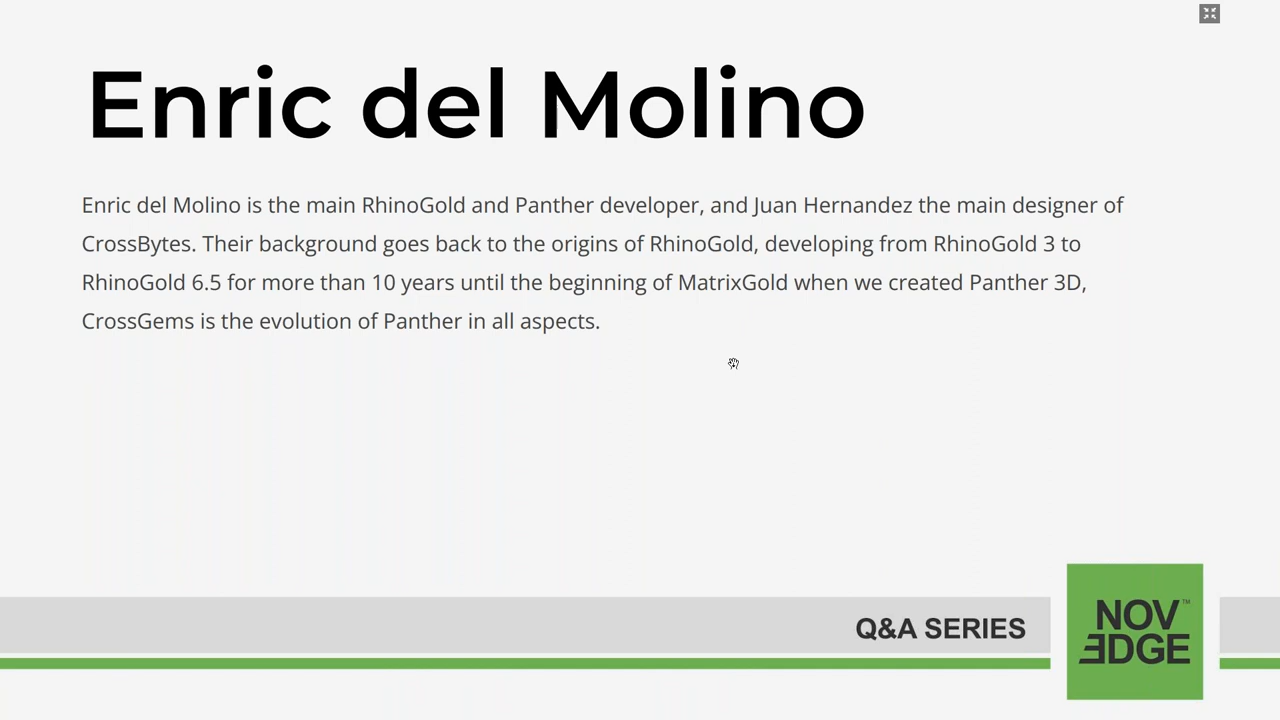 Enric del Molino
Enric del Molino is the main RhinoGold and Panther developer, and Juan Hernandez the main designer of
CrossBytes. Their background goes back to the origins of RhinoGold, developing from RhinoGold 3 to
RhinoGold 6.5 for more than 10 years until the beginning of MatrixGold when we created Panther 3D,
CrossGems is the evolution of Panther in all aspects.
Q&A SERIES
NOV™
EDGE